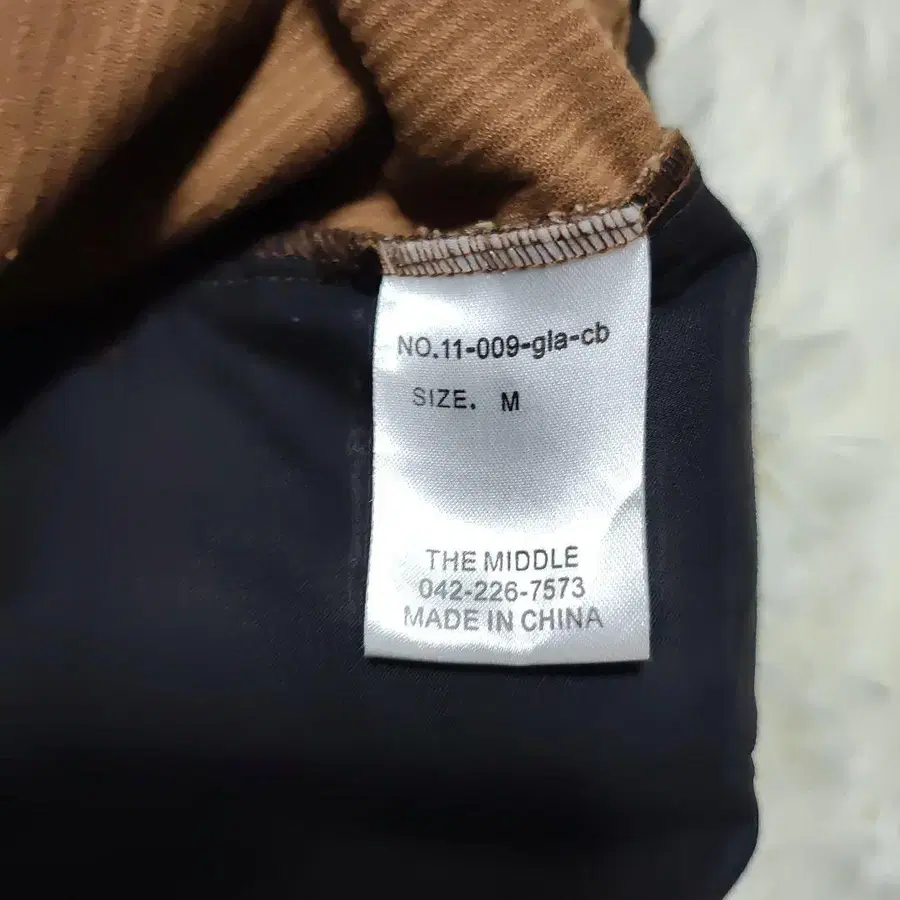 NO.11-009-gla-cb
SIZE. M
THE MIDDLE
042-226-7573
MADE IN CHINA